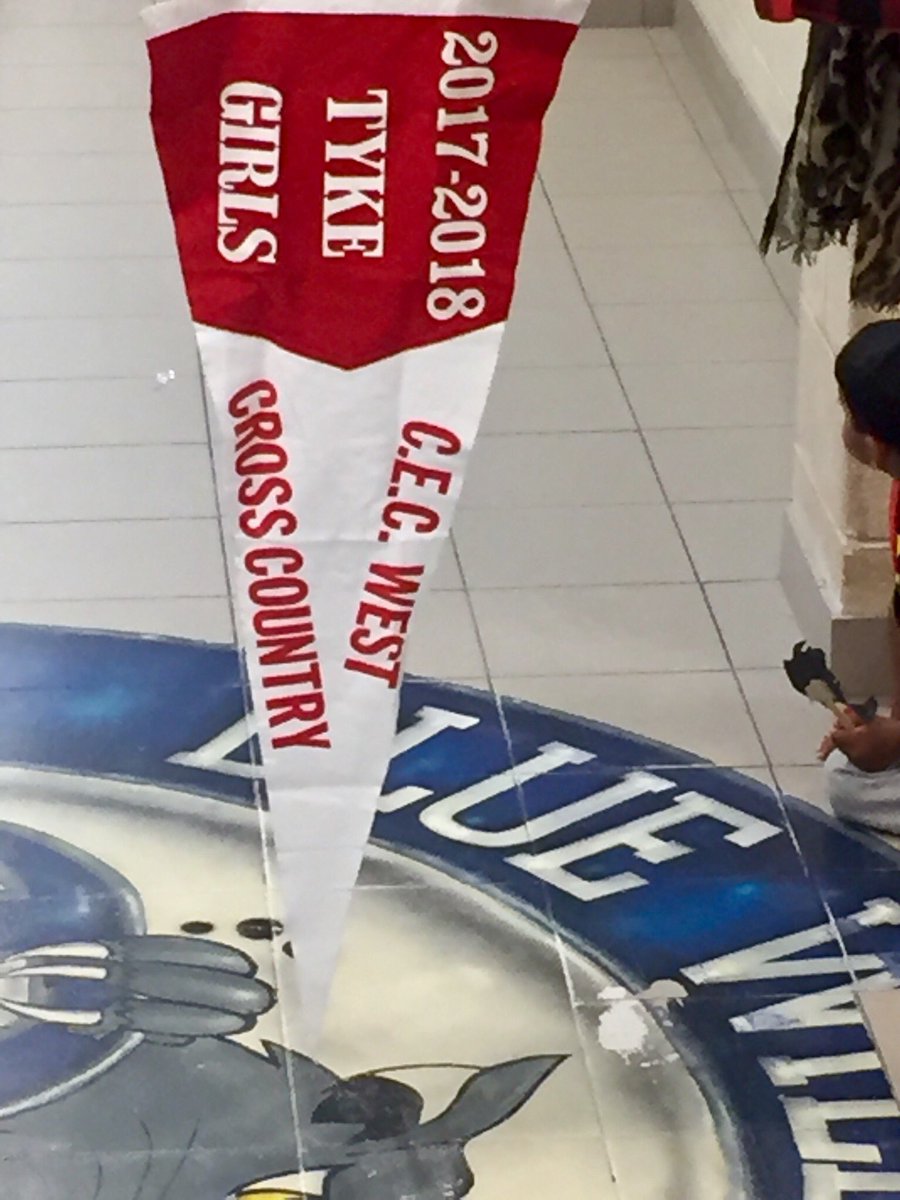 2017-2018
TYKE
GIRLS
C.E.C. WEST
CROSS COUNTRY